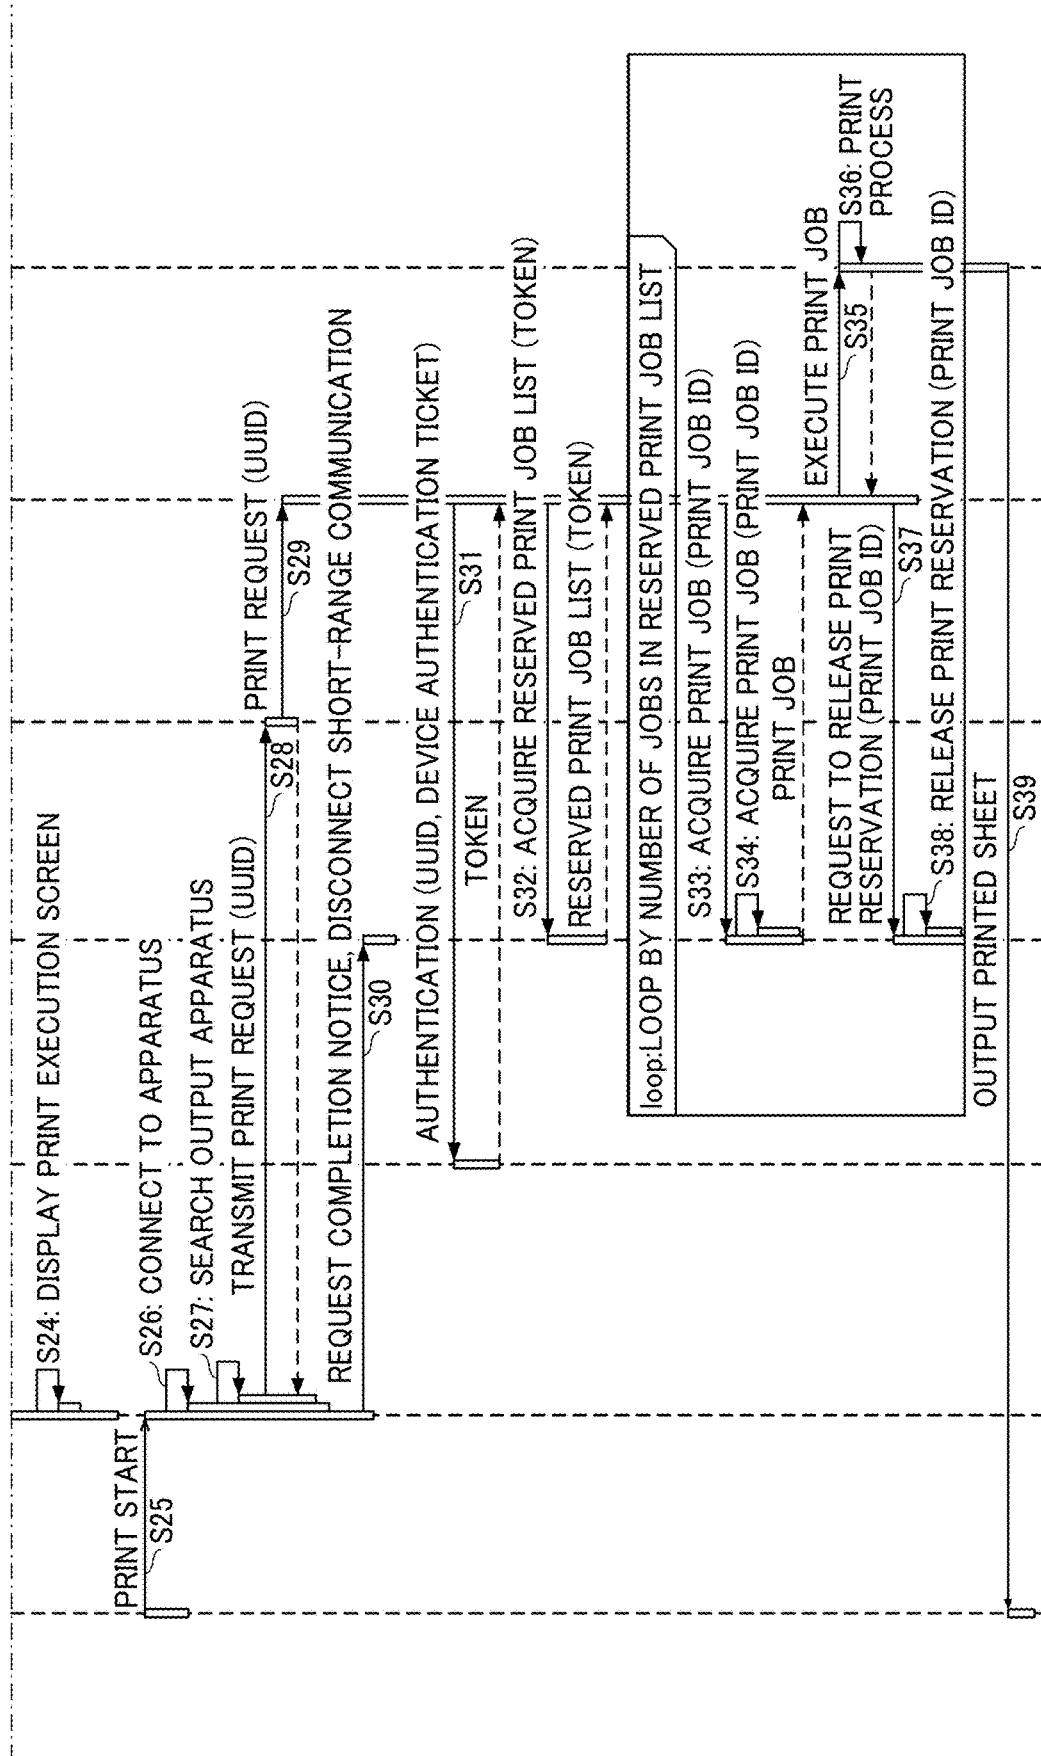 S24: DISPLAY PRINT EXECUTION SCREEN
PRINT START
S25
S26: CONNECT TO APPARATUS
S27: SEARCH OUTPUT APPARATUS
TRANSMIT PRINT REQUEST (UUID)
S28
PRINT REQUEST (UUID)
S29
REQUEST COMPLETION NOTICE, DISCONNECT SHORT-RANGE COMMUNICATION
S30
AUTHENTICATION (UUID, DEVICE AUTHENTICATION TICKET)
S31
TOKEN
S32: ACQUIRE RESERVED PRINT JOB LIST (TOKEN)
RESERVED PRINT JOB LIST (TOKEN)
loop:LOOP BY NUMBER OF JOBS IN RESERVED PRINT JOB LIST
S33: ACQUIRE PRINT JOB (PRINT JOB ID)
S34: ACQUIRE PRINT JOB (PRINT JOB ID)
PRINT JOB
EXECUTE PRINT JOB
S35
S36: PRINT
PROCESS
REQUEST TO RELEASE PRINT
RESERVATION (PRINT JOB ID)
S37
S38: RELEASE PRINT RESERVATION (PRINT JOB ID)
OUTPUT PRINTED SHEET
S39